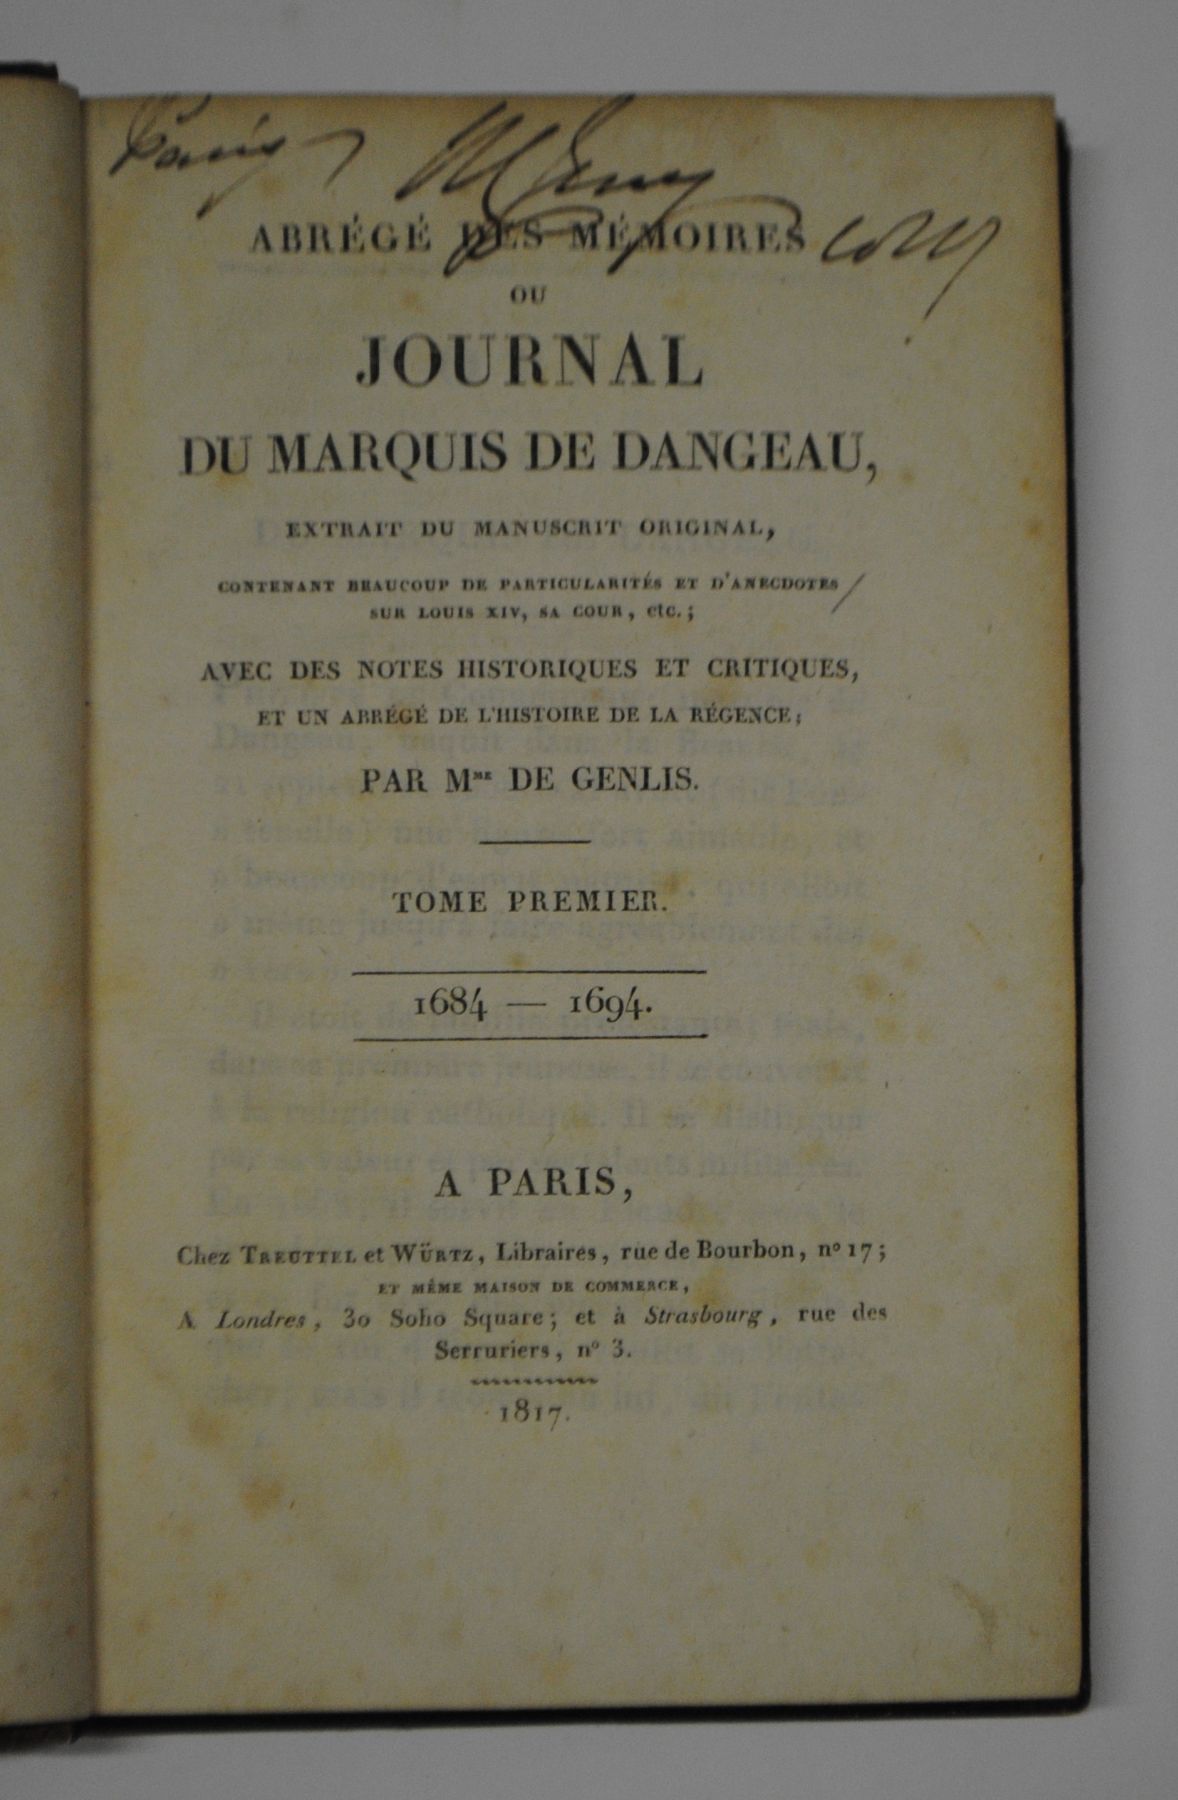 ABRÉGÉ DES MÉMOIRES
OU
JOURNAL
DU MARQUIS DE DANGEAU,
EXTRAIT DU MANUSCRIT ORIGINAL,
CONTENANT BEAUCOUP DE PARTICULARITÉS ET D'ANECDOTES
SUR LOUIS XIV, SA COUR, etc.;
AVEC DES NOTES HISTORIQUES ET CRITIQUES,
ET UN ABRÉGÉ DE L'HISTOIRE DE LA RÉGENCE;
PAR Mme DE GENLIS.
TOME PREMIER.
1684 — 1694.
A PARIS,
Chez TREUTTEL et WÜRTZ, Libraires, rue de Bourbon, nº 17;
ET MÊME MAISON DE COMMERCE,
A Londres, 30 Soho Square; et à Strasbourg, rue des
Serruriers, nº 3.
1817.